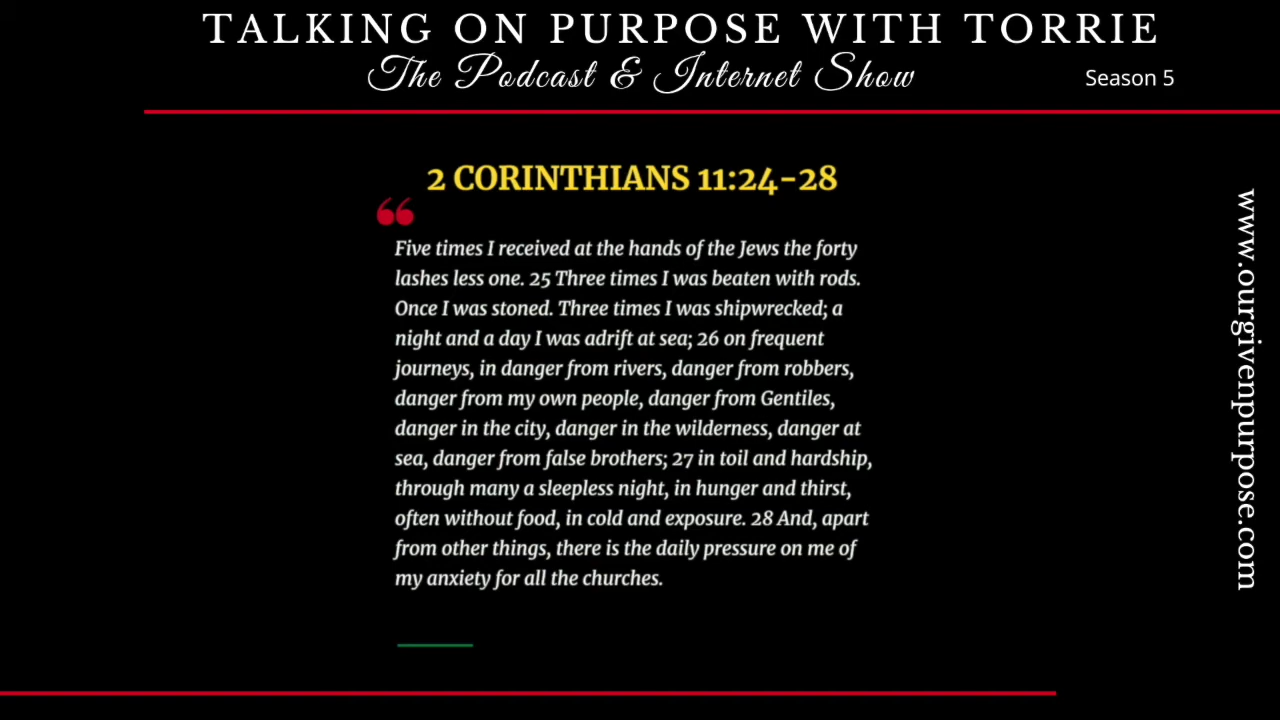 TALKING ON PURPOSE WITH TORRIE
The Podcast & Internet Show
Season 5
2 CORINTHIANS 11:24-28
“
Five times I received at the hands of the Jews the forty
lashes less one. 25 Three times I was beaten with rods.
Once I was stoned. Three times I was shipwrecked; a
night and a day I was adrift at sea; 26 on frequent
journeys, in danger from rivers, danger from robbers,
danger from my own people, danger from Gentiles,
danger in the city, danger in the wilderness, danger at
sea, danger from false brothers; 27 in toil and hardship,
through many a sleepless night, in hunger and thirst,
often without food, in cold and exposure. 28 And, apart
from other things, there is the daily pressure on me of
my anxiety for all the churches.
www.ourgivenpurpose.com